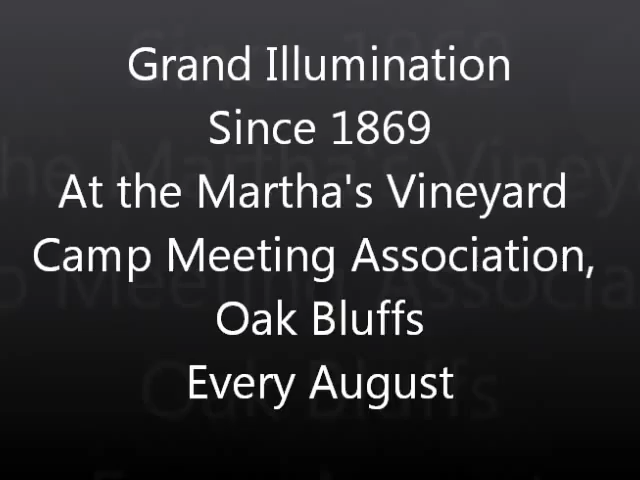 Grand Illumination
Since 1869
At the Martha's Vineyard
Camp Meeting Association,
Oak Bluffs
Every August